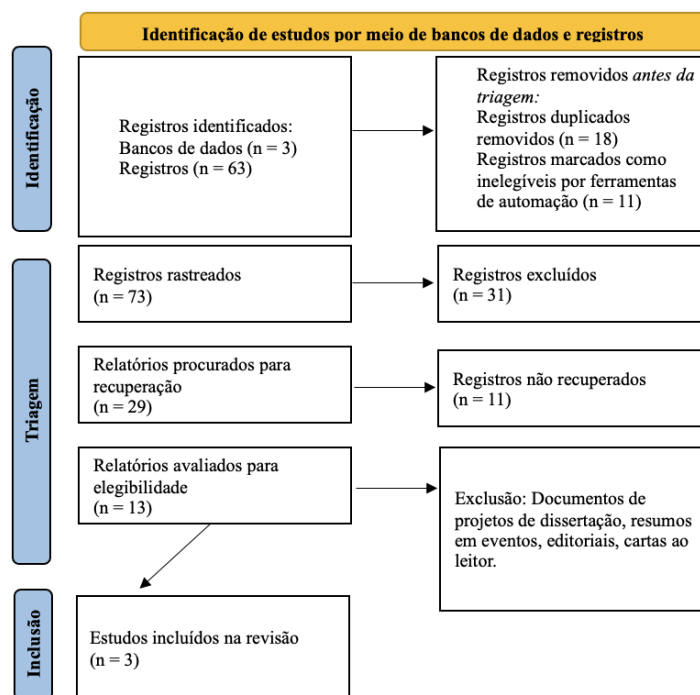 Identificação de estudos por meio de bancos de dados e registros
Identificação
Registros identificados:
Bancos de dados (n = 3)
Registros (n = 63)
Registros removidos antes da
triagem:
Registros duplicados
removidos (n = 18)
Registros marcados como
inelegíveis por ferramentas
de automação (n = 11)
Triagem
Registros rastreados
(n = 73)
Registros excluídos
(n = 31)
Relatórios procurados para
recuperação
(n = 29)
Registros não recuperados
(n = 11)
Relatórios avaliados para
elegibilidade
(n = 13)
Exclusão: Documentos de
projetos de dissertação, resumos
em eventos, editoriais, cartas ao
leitor.
Inclusão
Estudos incluídos na revisão
(n = 3)